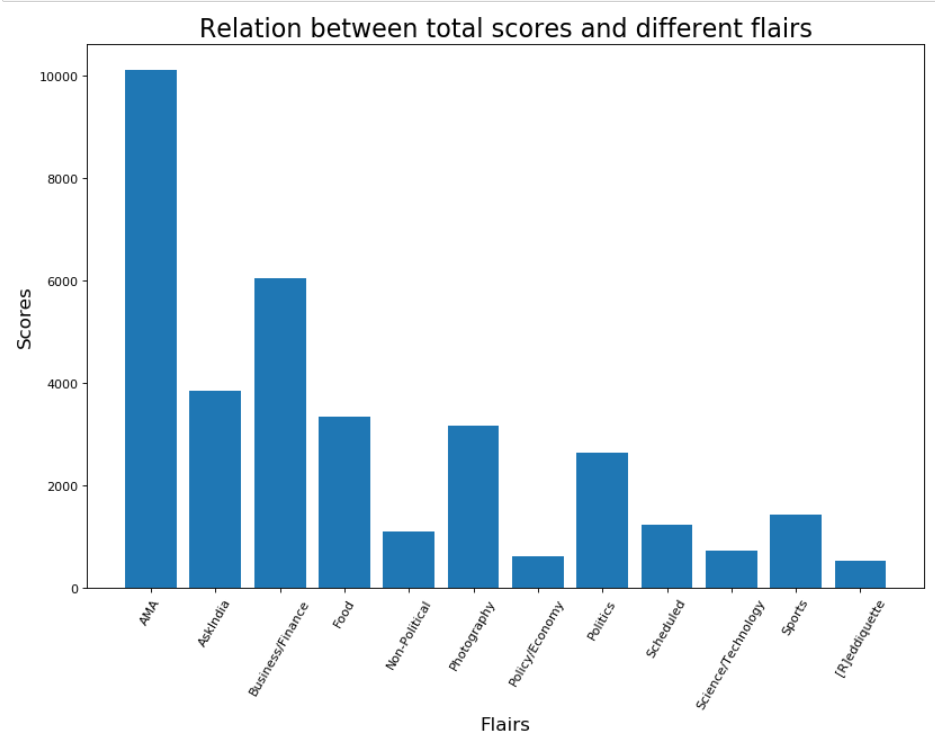 Relation between total scores and different flairs
10000
8000
6000
4000
2000
0
Scores
AMA
AskIndia
Business/Finance
Food
Non-Political
Photography
Policy/Economy
Politics
Scheduled
Science/Technology
Sports
[R]eddiquette
Flairs